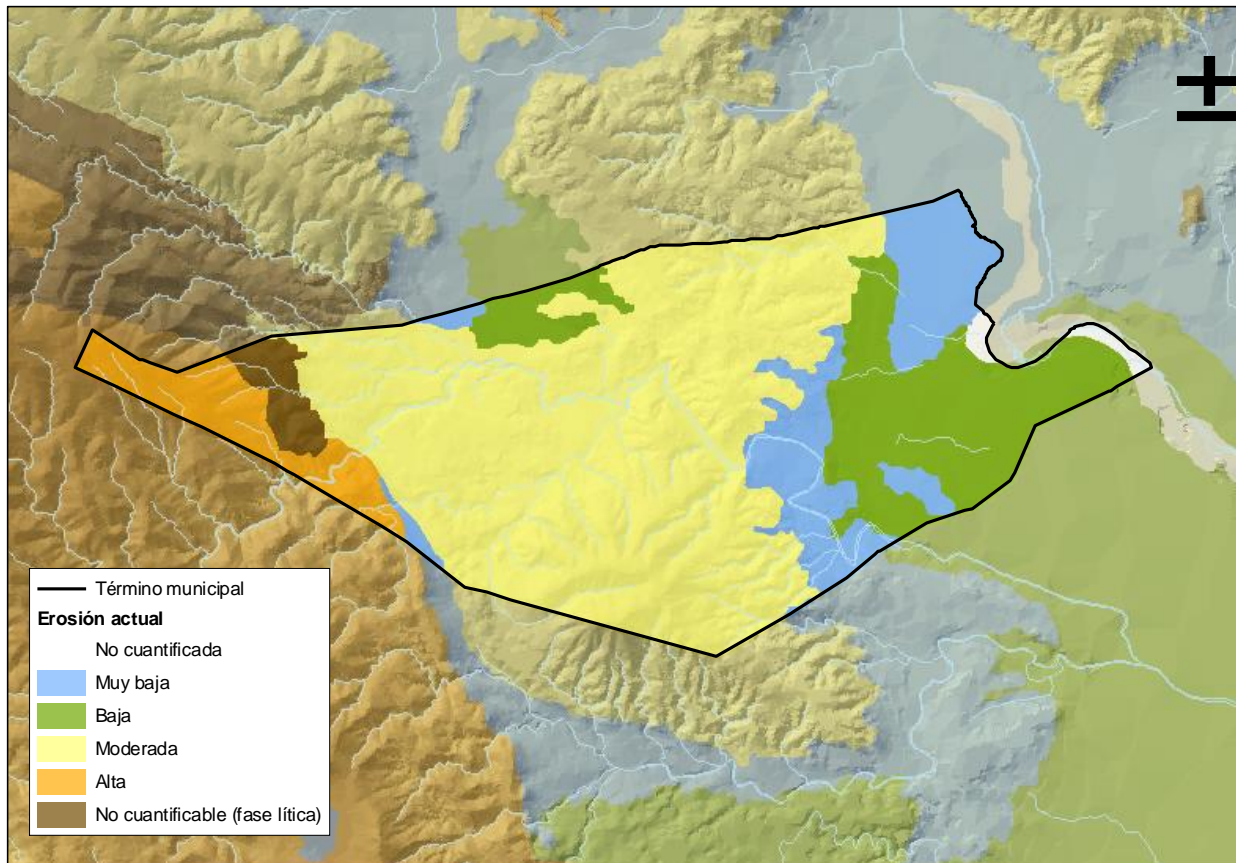 Término municipal
Erosión actual
No cuantificada
Muy baja
Baja
Moderada
Alta
No cuantificable (fase lítica)